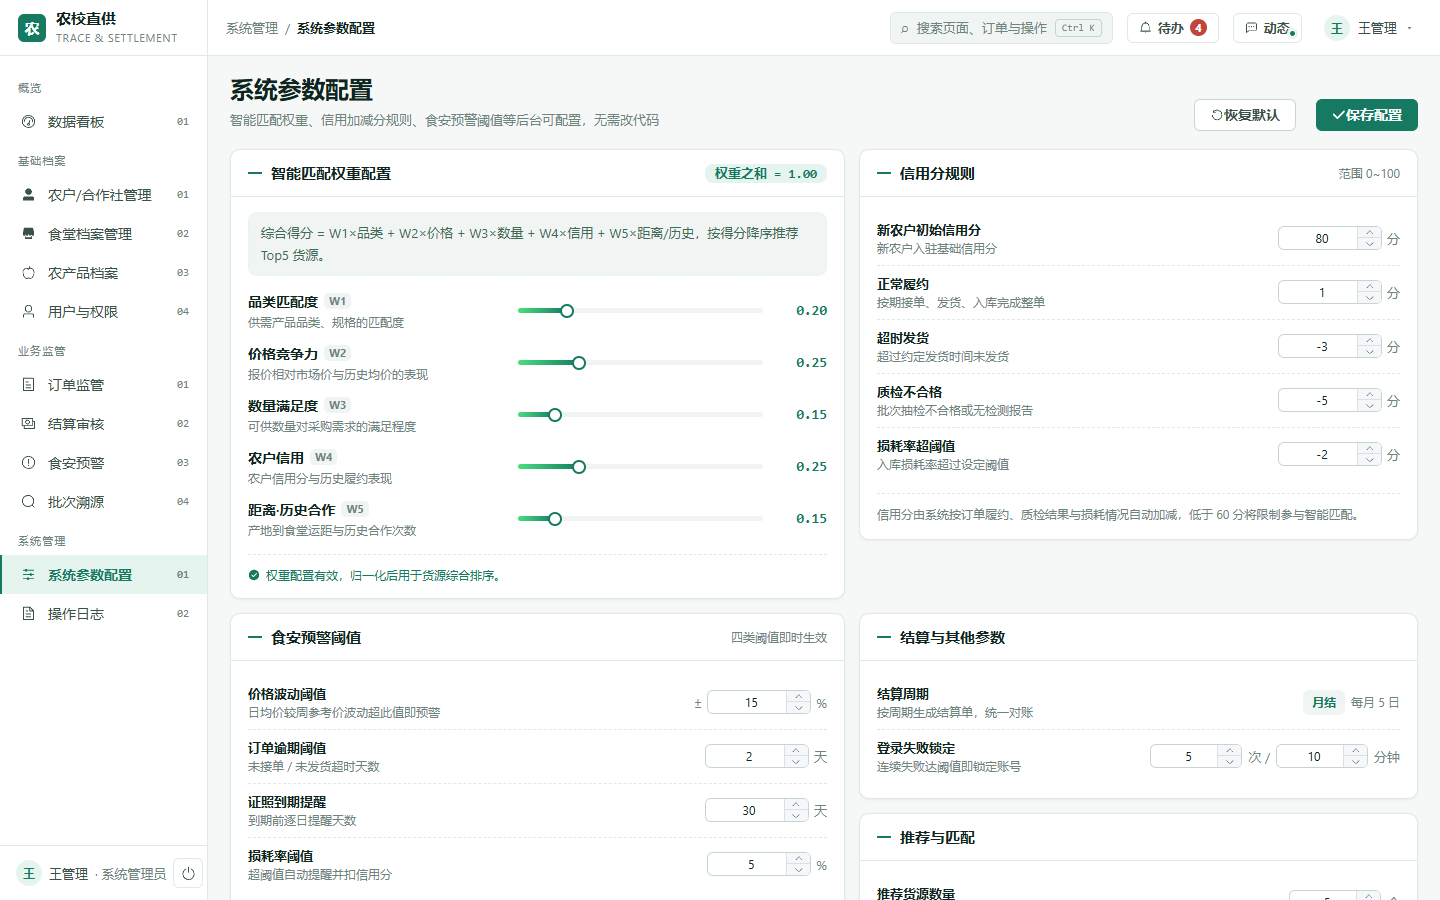 农
农校直供
TRACE & SETTLEMENT
概览
数据看板 01
基础档案
农户/合作社管理 01
食堂档案管理 02
农产品档案 03
用户与权限 04
业务监管
订单监管 01
结算审核 02
食安预警 03
批次溯源 04
系统管理
系统参数配置 01
操作日志 02
王 王管理 · 系统管理员
系统管理 / 系统参数配置
搜索页面、订单与操作 Ctrl K
待办 4
动态
王 王管理
系统参数配置
智能匹配权重、信用加减分规则、食安预警阈值等后台可配置，无需改代码
恢复默认
保存配置
智能匹配权重配置 权重之和 = 1.00
综合得分 = W1×品类 + W2×价格 + W3×数量 + W4×信用 + W5×距离/历史，按得分降序推荐
Top5 货源。
品类匹配度 W1
供需产品品类、规格的匹配度
0.20
价格竞争力 W2
报价相对市场价与历史均价的表现
0.25
数量满足度 W3
可供数量对采购需求的满足程度
0.15
农户信用 W4
农户信用分与历史履约表现
0.25
距离·历史合作 W5
产地到食堂运距与历史合作次数
0.15
权重配置有效，归一化后用于货源综合排序。
信用分规则 范围 0~100
新农户初始信用分
新农户入驻基础信用分
80 分
正常履约
按期接单、发货、入库完成整单
1 分
超时发货
超过约定发货时间未发货
-3 分
质检不合格
批次抽检不合格或无检测报告
-5 分
损耗率超阈值
入库损耗率超过设定阈值
-2 分
信用分由系统按订单履约、质检结果与损耗情况自动加减，低于 60 分将限制参与智能匹配。
食安预警阈值 四类阈值即时生效
价格波动阈值
日均价较周参考价波动超此值即预警
± 15 %
订单逾期阈值
未接单 / 未发货超时天数
2 天
证照到期提醒
到期前逐日提醒天数
30 天
损耗率阈值
超阈值自动提醒并扣信用分
5 %
结算与其他参数
结算周期
按周期生成结算单，统一对账
月结 每月 5 日
登录失败锁定
连续失败达阈值即锁定账号
5 次 / 10 分钟
推荐与匹配
推荐货源数量